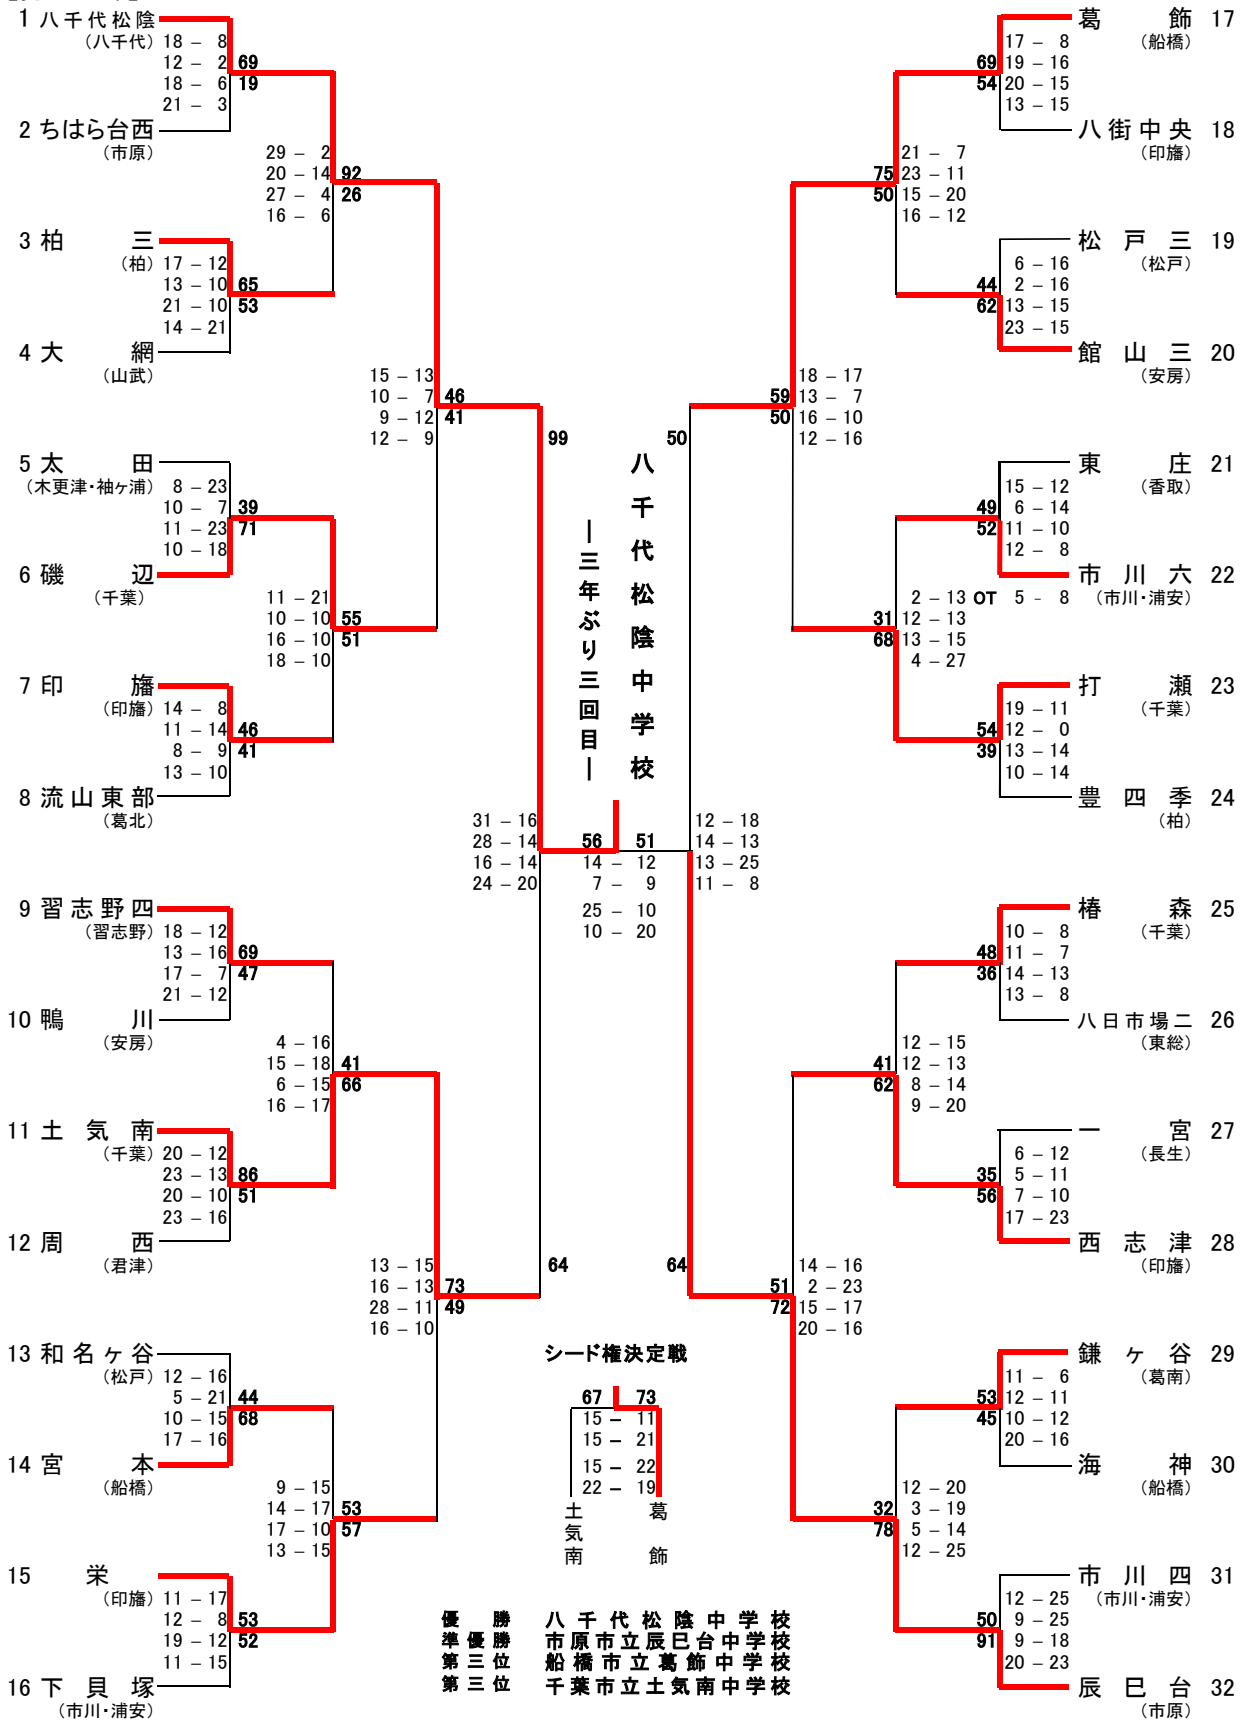 1 八千代松陰
(八千代)
18 － 8
12 － 2
18 － 6
21 － 3
69
19
2 ちはら台西
(市原)
29 － 2
20 － 14
27 － 4
16 － 6
92
26
3 柏 三
(柏)
17 － 12
13 － 10
21 － 10
14 － 21
65
53
4 大 網
(山武)
15 － 13
10 － 7
9 － 12
12 － 9
46
41
5 太 田
(木更津・袖ヶ浦)
8 － 23
10 － 7
11 － 23
10 － 18
39
71
6 磯 辺
(千葉)
11 － 21
10 － 10
16 － 10
18 － 10
55
51
7 印 旛
(印旛)
14 － 8
11 － 14
8 － 9
13 － 10
46
41
8 流山東部
(葛北)
31 － 16
28 － 14
16 － 14
24 － 20
99
64
9 習志野四
(習志野)
18 － 12
13 － 16
17 － 7
21 － 12
69
47
10 鴨 川
(安房)
4 － 16
15 － 18
6 － 15
16 － 17
41
66
11 土 気 南
(千葉)
20 － 12
23 － 13
20 － 10
23 － 16
86
51
12 周 西
(君津)
13 － 15
16 － 13
28 － 11
16 － 10
73
49
13 和名ヶ谷
(松戸)
12 － 16
5 － 21
10 － 15
17 － 16
44
68
14 宮 本
(船橋)
9 － 15
14 － 17
17 － 10
13 － 15
53
57
15 栄
(印旛)
11 － 17
12 － 8
19 － 12
11 － 15
53
52
16 下 貝 塚
(市川・浦安)
八千代松陰中学校
―三年ぶり三回目―
56 51
14 － 12
7 － 9
25 － 10
10 － 20
シード権決定戦
67 73
15 － 11
15 － 21
15 － 22
22 － 19
土気南
葛飾
優 勝 八千代松陰中学校
準優勝 市原市立辰巳台中学校
第三位 船橋市立葛飾中学校
第三位 千葉市立土気南中学校
葛 飾 17
(船橋)
17 － 8
19 － 16
20 － 15
13 － 15
69
54
八街中央 18
(印旛)
21 － 7
23 － 11
15 － 20
16 － 12
75
50
松 戸 三 19
(松戸)
6 － 16
2 － 16
13 － 15
23 － 15
44
62
館 山 三 20
(安房)
18 － 17
13 － 7
16 － 10
12 － 16
59
50
東 庄 21
(香取)
15 － 12
6 － 14
11 － 10
12 － 8
OT 5 - 8
49
52
市 川 六 22
(市川・浦安)
2 － 13
12 － 13
13 － 15
4 － 27
31
68
打 瀬 23
(千葉)
19 － 11
12 － 0
13 － 14
10 － 14
54
39
豊 四 季 24
(柏)
12 － 18
14 － 13
13 － 25
11 － 8
50
64
椿 森 25
(千葉)
10 － 8
11 － 7
14 － 13
13 － 8
48
36
八日市場二 26
(東総)
12 － 15
12 － 13
8 － 14
9 － 20
41
62
一 宮 27
(長生)
6 － 12
5 － 11
7 － 10
17 － 23
35
56
西 志 津 28
(印旛)
14 － 16
2 － 23
15 － 17
20 － 16
51
72
鎌 ヶ 谷 29
(葛南)
11 － 6
12 － 11
10 － 12
20 － 16
53
45
海 神 30
(船橋)
12 － 20
3 － 19
5 － 14
12 － 25
32
78
市 川 四 31
(市川・浦安)
12 － 25
9 － 25
9 － 18
20 － 23
50
91
辰 巳 台 32
(市原)